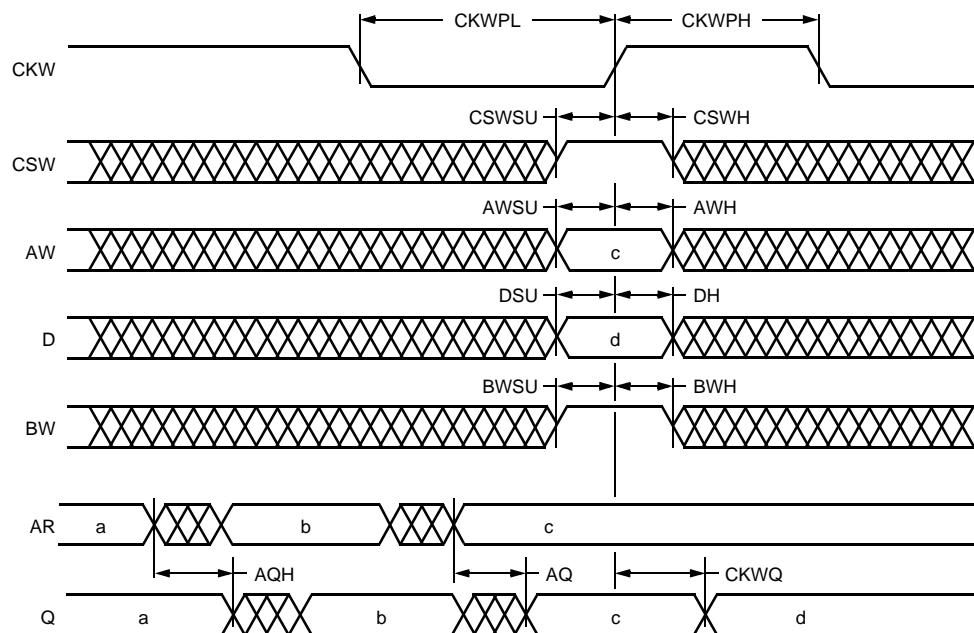 CKWPL CKWPH
CKW
CSWSU CSWH
CSW
AWSU AWH
AW c
DSU DH
D d
BWSU BWH
BW
AR a b c
AQH AQ CKWQ
Q a b c d